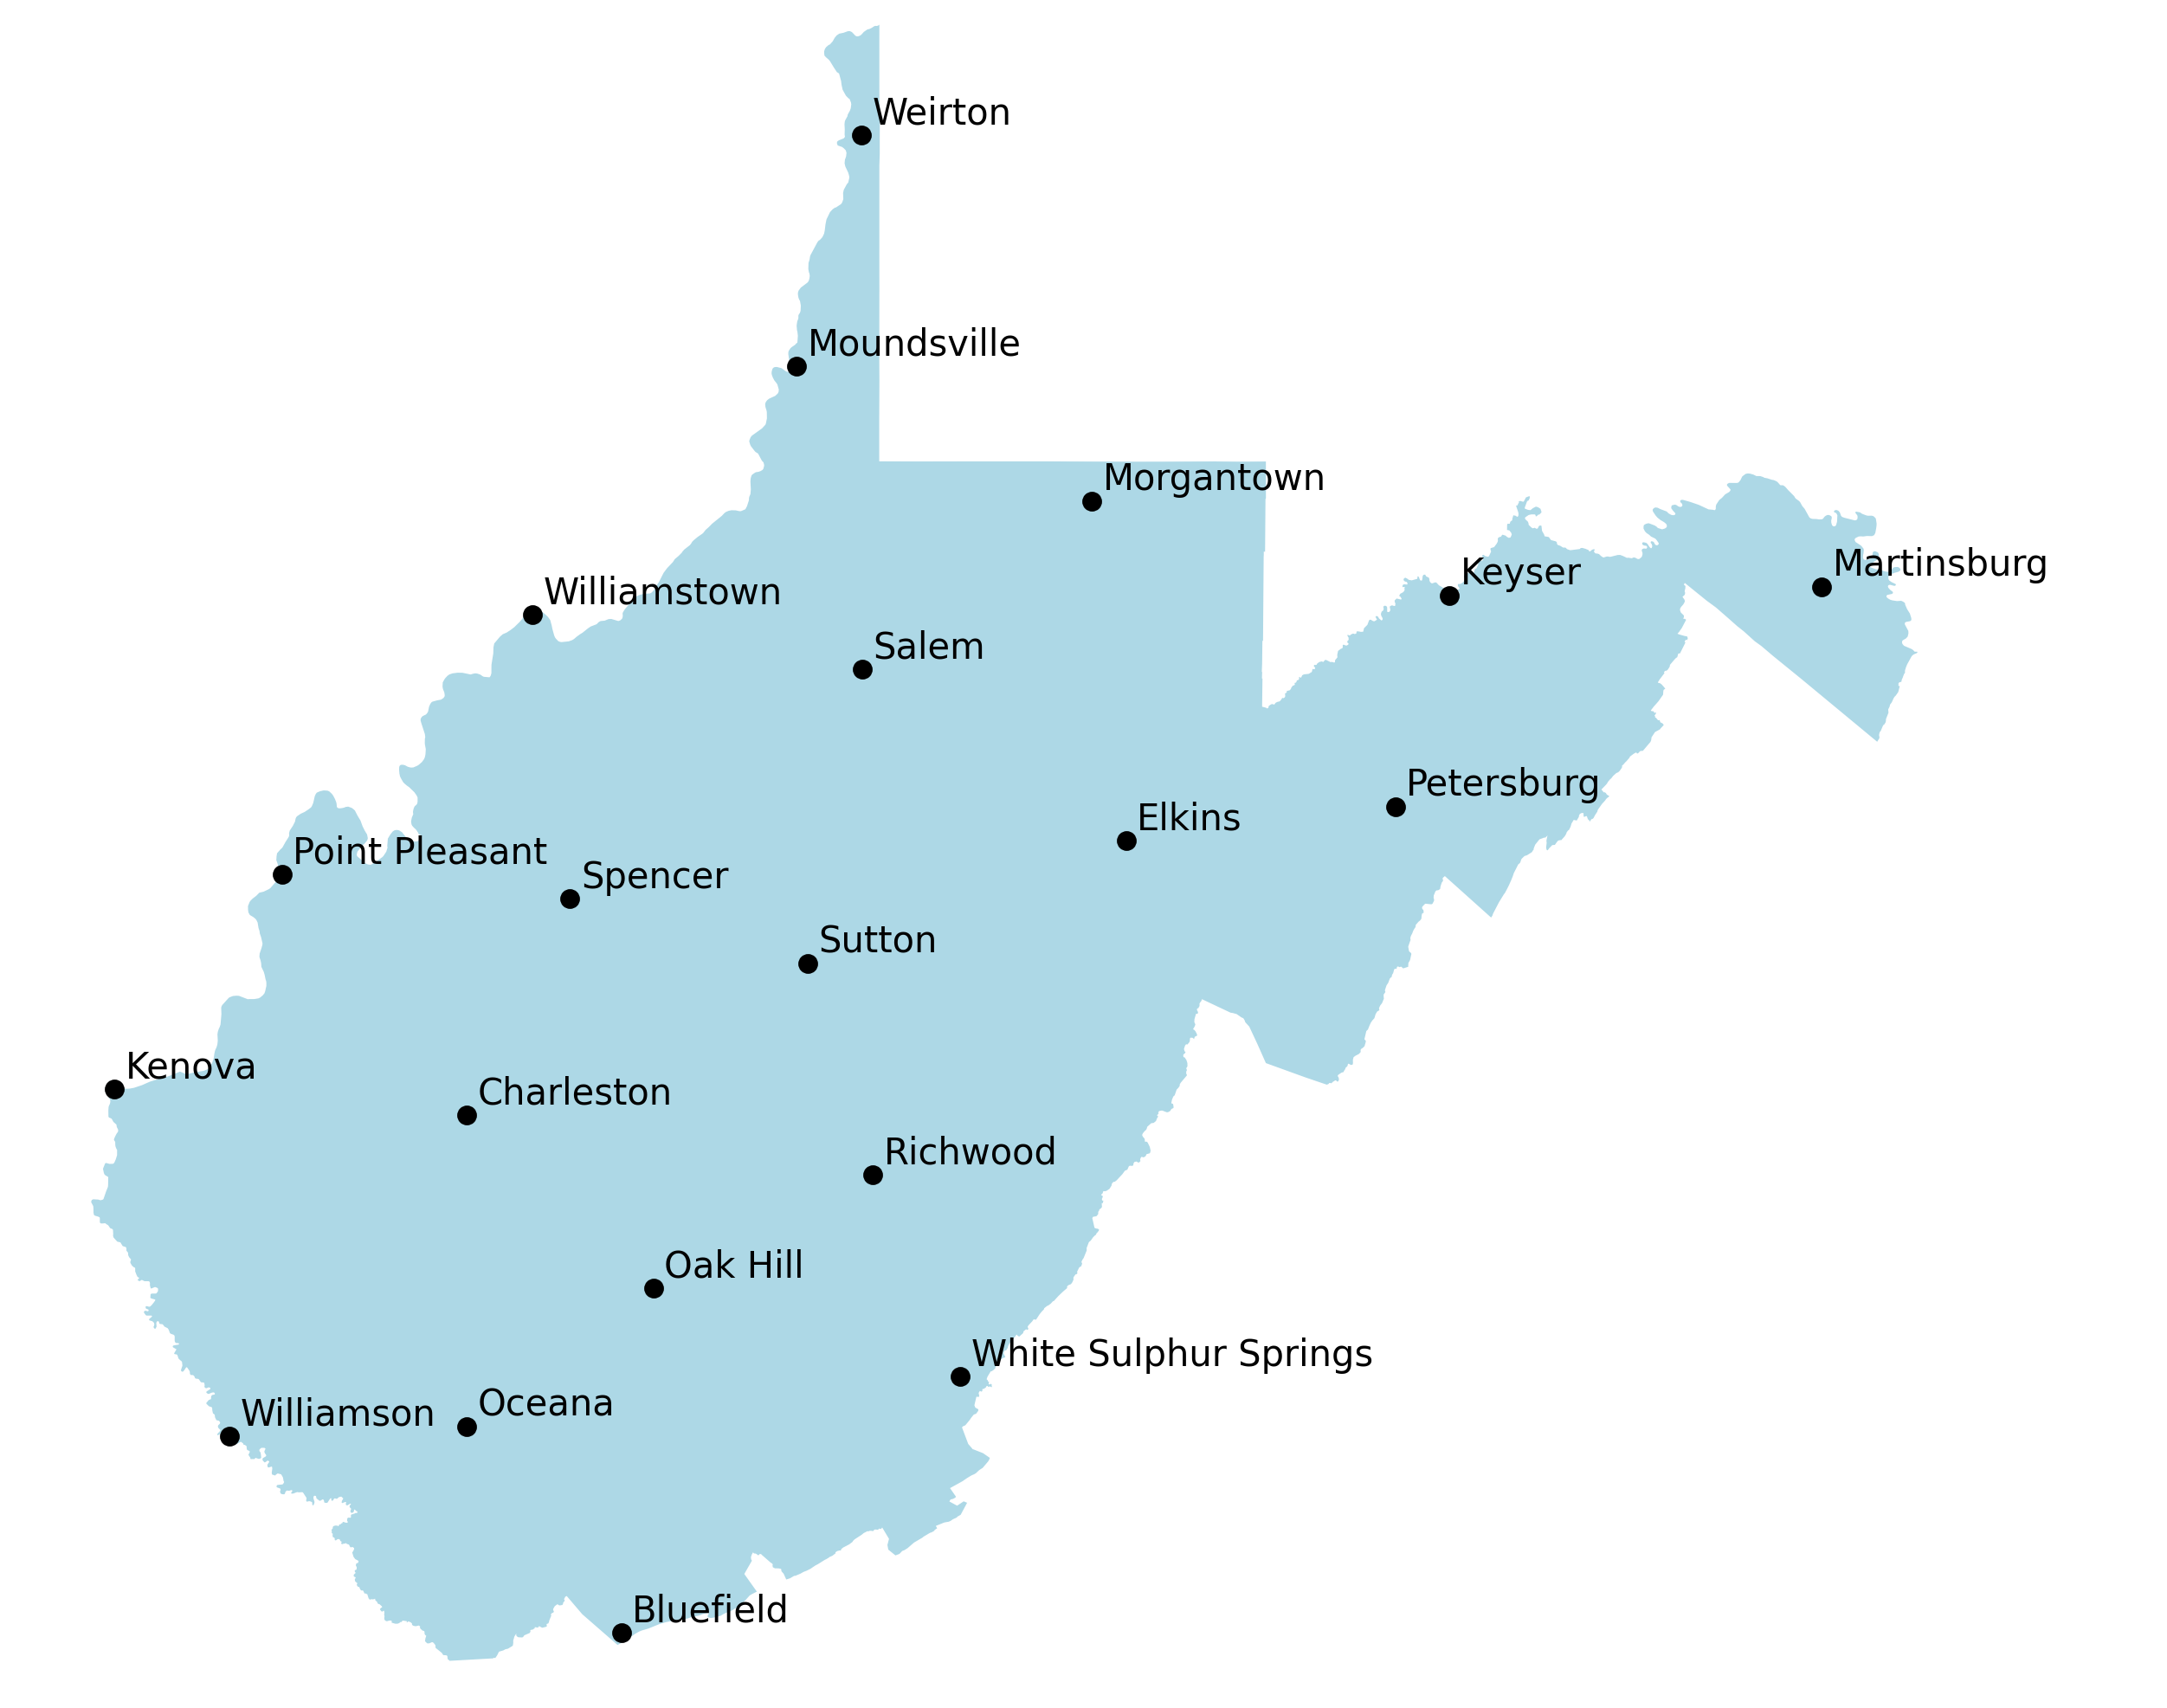 Weirton
Moundsville
Morgantown
Martinsburg
Keyser
Williamstown
Salem
Petersburg
Elkins
Point Pleasant
Spencer
Sutton
Kenova
Charleston
Richwood
Oak Hill
White Sulphur Springs
Oceana
Williamson
Bluefield